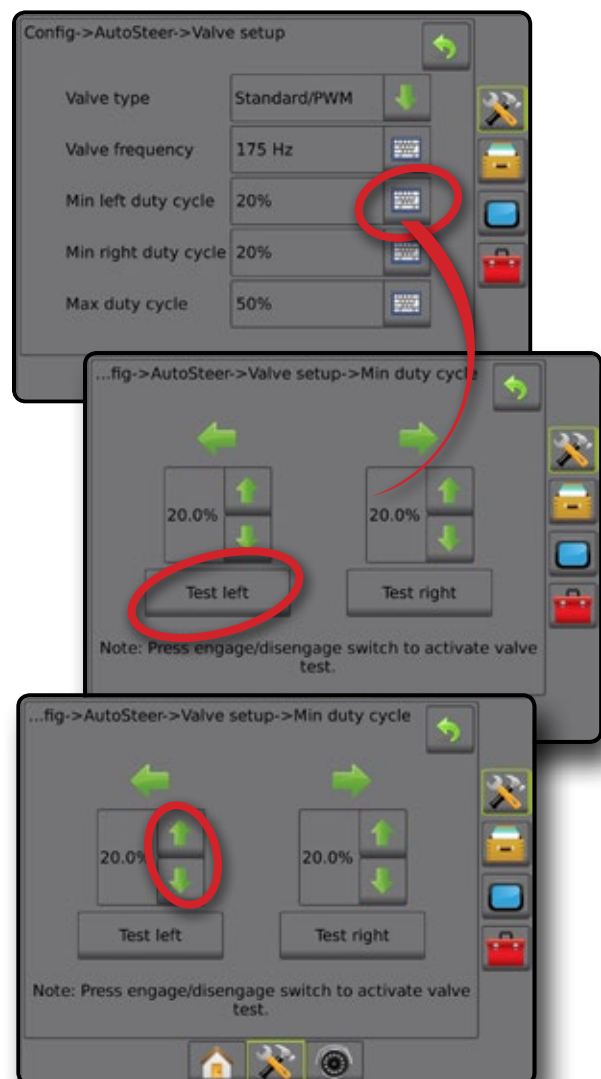 Config->AutoSteer->Valve setup
Valve type Standard/PWM
Valve frequency 175 Hz
Min left duty cycle 20%
Min right duty cycle 20%
Max duty cycle 50%
...fig->AutoSteer->Valve setup->Min duty cycle
20.0% 20.0%
Test left Test right
Note: Press engage/disengage switch to activate valve
test.
...fig->AutoSteer->Valve setup->Min duty cycle
20.0% 20.0%
Test left Test right
Note: Press engage/disengage switch to activate valve
test.